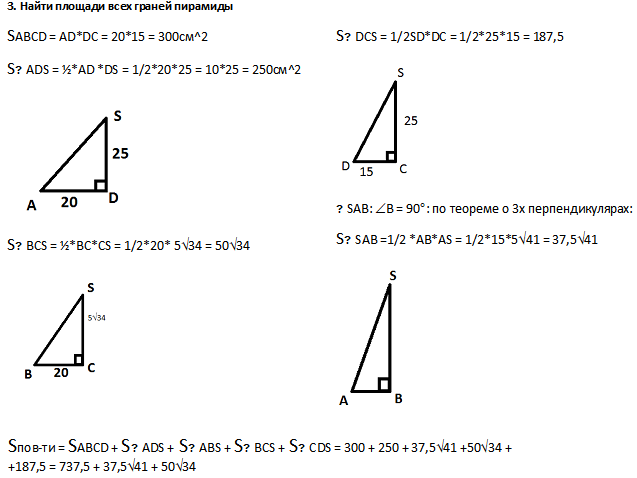 3. Найти площади всех граней пирамиды
SABCD = AD*DC = 20*15 = 300см^2
S? ADS = ½*AD *DS = 1/2*20*25 = 10*25 = 250см^2
S
25
20
A
D
S? BCS = ½*BC*CS = 1/2*20* 5√34 = 50√34
S
5√34
B
20
C
S? DCS = 1/2SD*DC = 1/2*25*15 = 187,5
S
25
D
15
C
? SAB: ∠B = 90°: по теореме о 3х перпендикулярах:
S? SAB =1/2 *AB*AS = 1/2*15*5√41 = 37,5√41
S
A
B
Sпов-ти = SABCD + S? ADS + S? ABS + S? BCS + S? CDS = 300 + 250 + 37,5√41 +50√34 +
+187,5 = 737,5 + 37,5√41 + 50√34